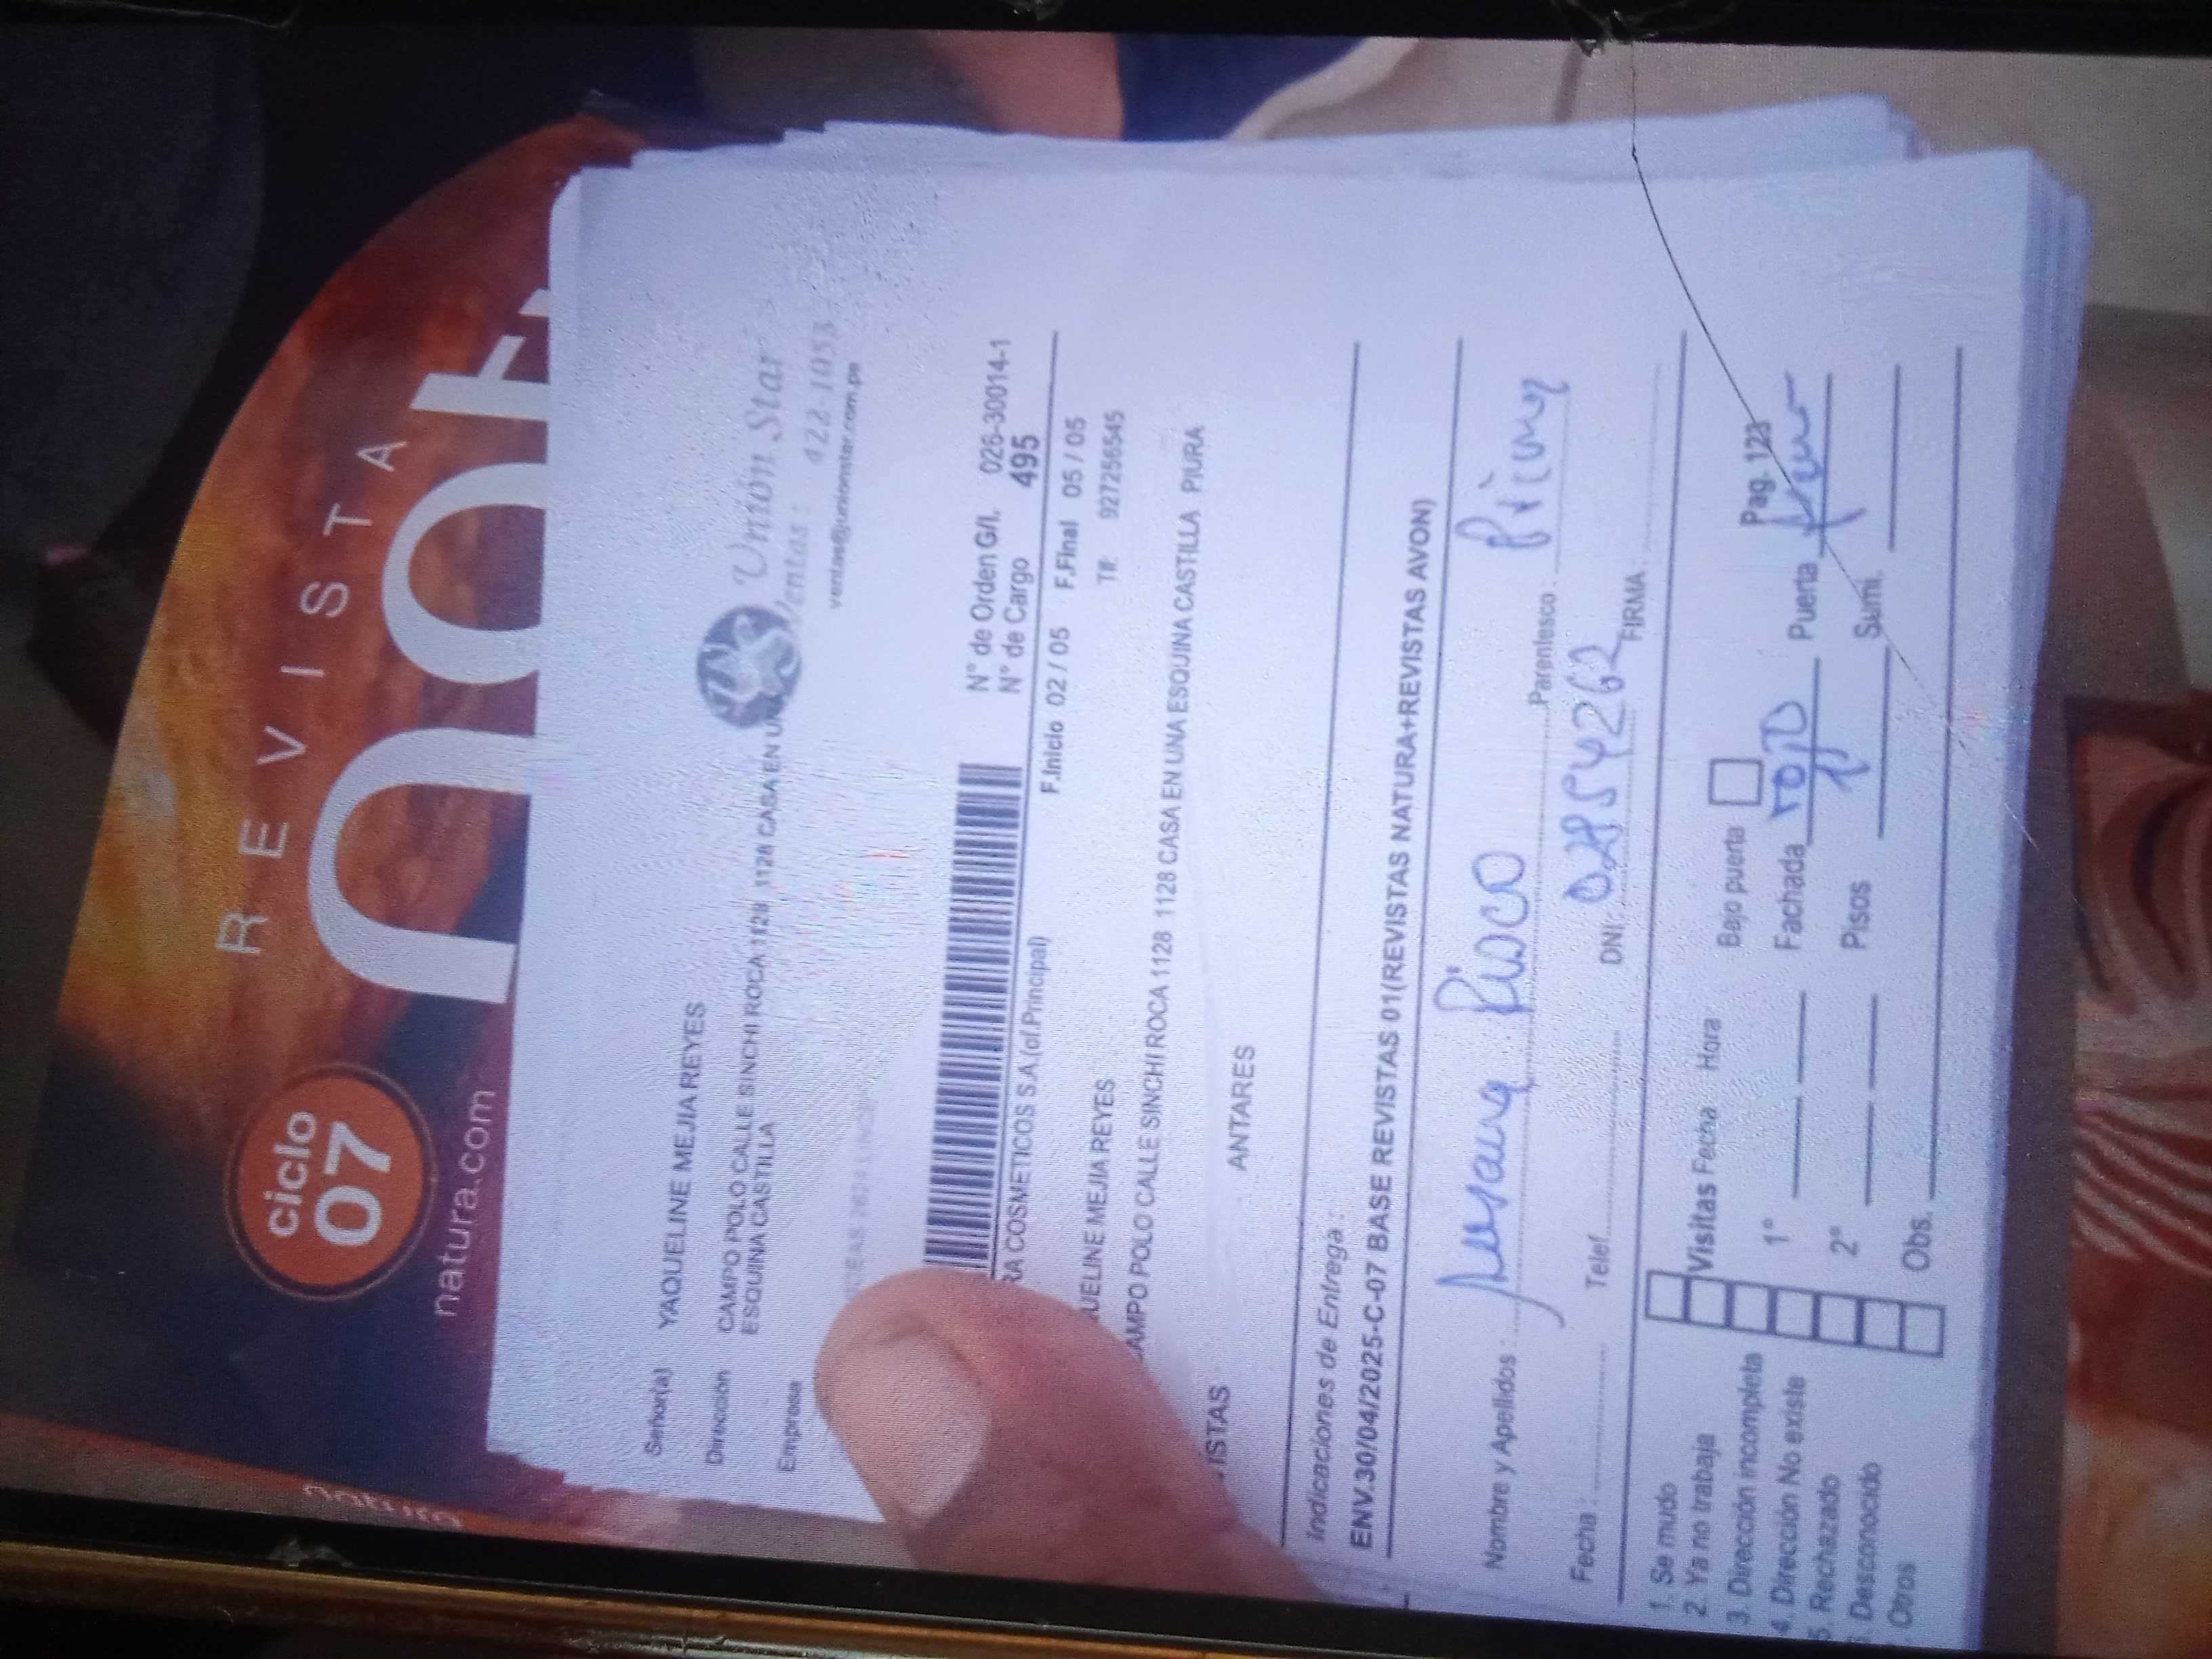 REVISTA
ciclo
07
natura.com
natura
Señor(a) YAQUELINE MEJIA REYES
Dirección CAMPO POLO CALLE SINCHI ROCA 1128 1128 CASA EN UNA
ESQUINA CASTILLA
Empresa
Unión Star
Ventas : 422-1053
ventas@unionstar.com.pe
RA COSMETICOS S.A.(of.Principal)
N° de Orden G/I. 026-30014-1
N° de Cargo 495
F.Inicio 02 / 05 F.Final 05 / 05
UELINE MEJIA REYES Tlf: 927256545
AMPO POLO CALLE SINCHI ROCA 1128 1128 CASA EN UNA ESQUINA CASTILLA PIURA
ISTAS ANTARES
Indicaciones de Entrega :
ENV.30/04/2025-C-07 BASE REVISTAS 01(REVISTAS NATURA+REVISTAS AVON)
Nombre y Apellidos :
Parentesco :
Fecha : Telef. DNI: 02854262 FIRMA :
1. Se mudo
2. Ya no trabaja
3. Dirección incompleta
4. Dirección No existe
5. Rechazado
Desconocido
Otros
Visitas Fecha Hora Bajo puerta Pag. 123
1° Fachada rojo Puerta
2° Pisos 1 Sumi.
Obs.